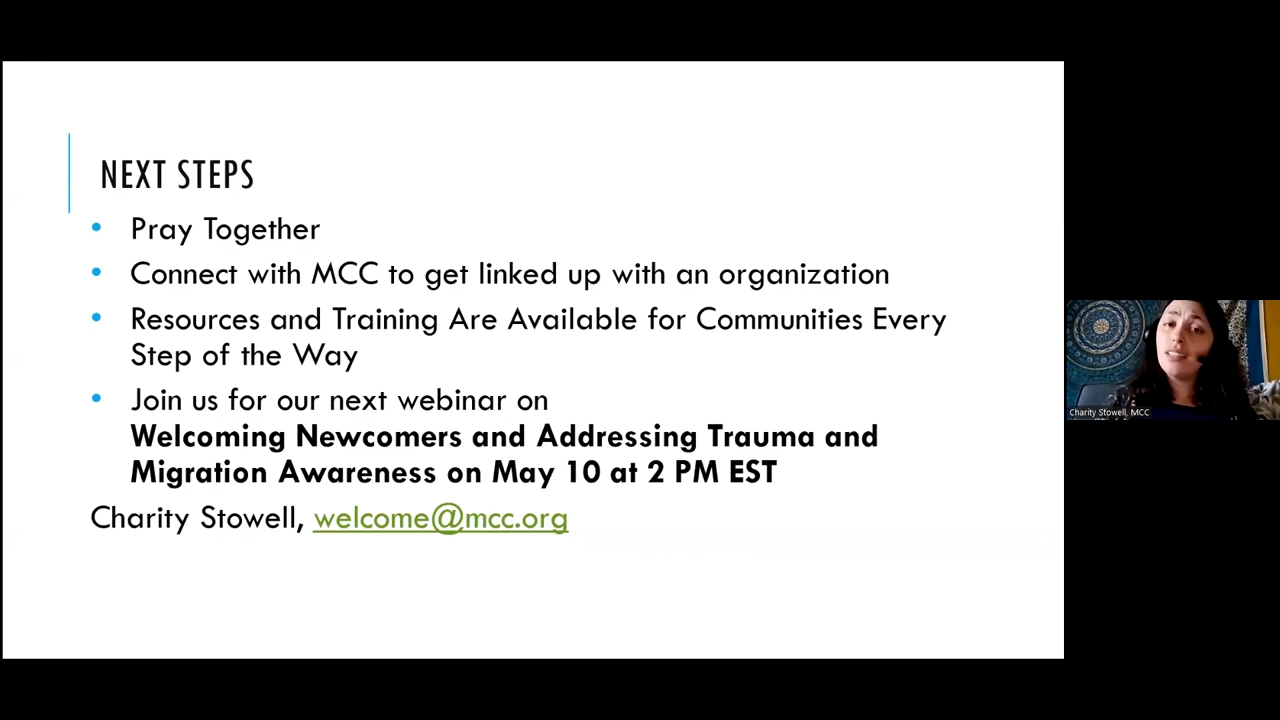 NEXT STEPS
• Pray Together
• Connect with MCC to get linked up with an organization
• Resources and Training Are Available for Communities Every
Step of the Way
• Join us for our next webinar on
Welcoming Newcomers and Addressing Trauma and
Migration Awareness on May 10 at 2 PM EST
Charity Stowell, welcome@mcc.org
Charity Stowell, MCC